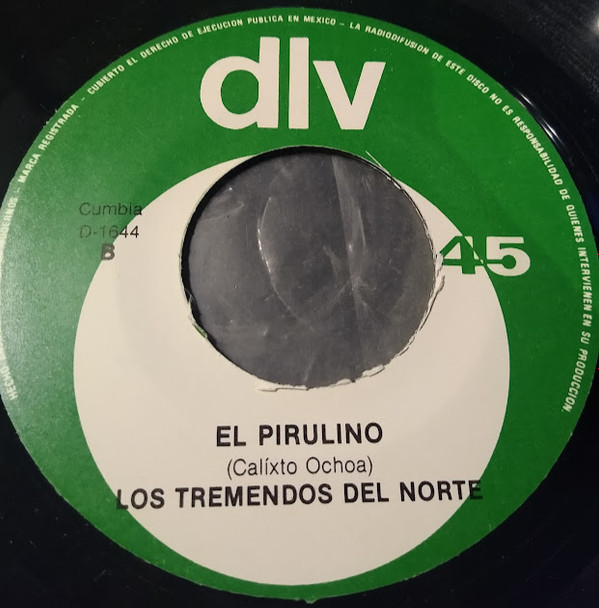 MARCA REGISTRADA - CUBIERTO EL DERECHO DE EJECUCION PUBLICA EN MEXICO - LA RADIODIFUSION DE ESTE DISCO NO ES RESPONSABILIDAD DE QUIENES INTERVIENEN EN SU PRODUCCION.
dlv
Cumbia
D-1644
B
45
EL PIRULINO
(Calíxto Ochoa)
LOS TREMENDOS DEL NORTE